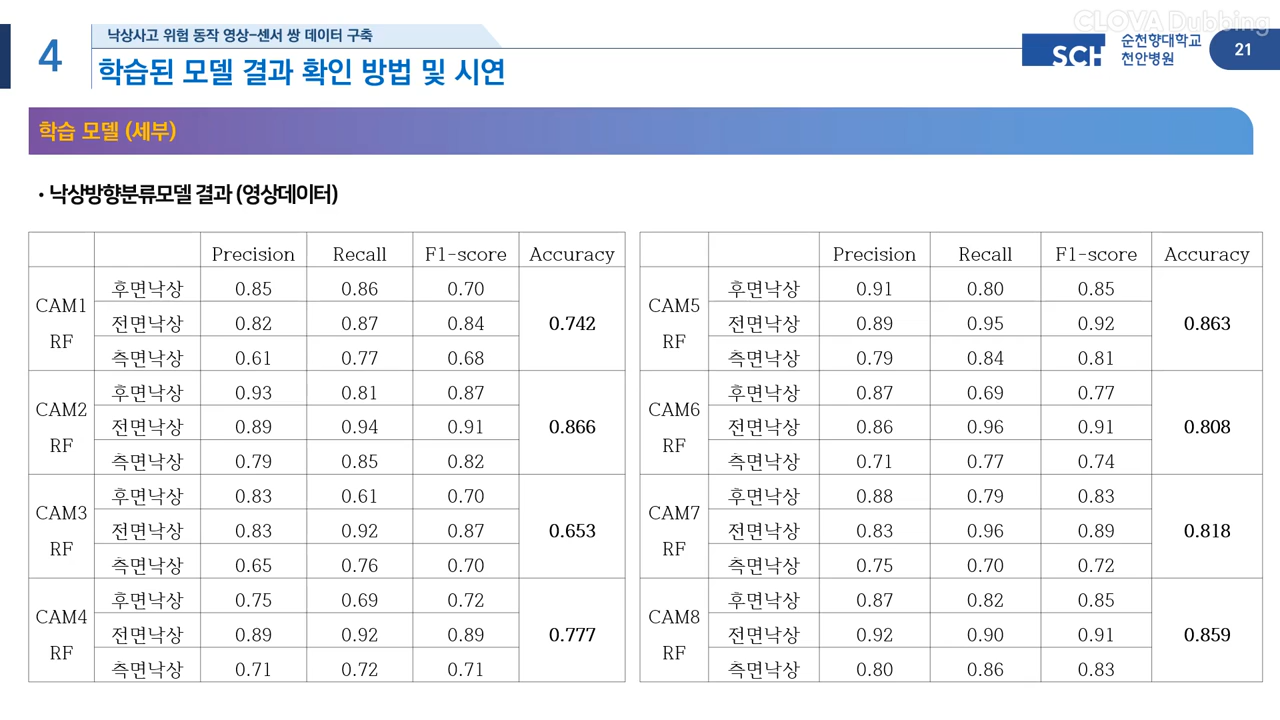 CLOVA Dubbing
4
낙상사고 위험 동작 영상-센서 쌍 데이터 구축
학습된 모델 결과 확인 방법 및 시연
SCH
순천향대학교
천안병원
21
학습 모델 (세부)
• 낙상방향분류모델 결과 (영상데이터)
Precision Recall F1-score Accuracy
CAM1 RF
후면낙상 0.85 0.86 0.70
전면낙상 0.82 0.87 0.84 0.742
측면낙상 0.61 0.77 0.68
CAM2 RF
후면낙상 0.93 0.81 0.87
전면낙상 0.89 0.94 0.91 0.866
측면낙상 0.79 0.85 0.82
CAM3 RF
후면낙상 0.83 0.61 0.70
전면낙상 0.83 0.92 0.87 0.653
측면낙상 0.65 0.76 0.70
CAM4 RF
후면낙상 0.75 0.69 0.72
전면낙상 0.89 0.92 0.89 0.777
측면낙상 0.71 0.72 0.71
Precision Recall F1-score Accuracy
CAM5 RF
후면낙상 0.91 0.80 0.85
전면낙상 0.89 0.95 0.92 0.863
측면낙상 0.79 0.84 0.81
CAM6 RF
후면낙상 0.87 0.69 0.77
전면낙상 0.86 0.96 0.91 0.808
측면낙상 0.71 0.77 0.74
CAM7 RF
후면낙상 0.88 0.79 0.83
전면낙상 0.83 0.96 0.89 0.818
측면낙상 0.75 0.70 0.72
CAM8 RF
후면낙상 0.87 0.82 0.85
전면낙상 0.92 0.90 0.91 0.859
측면낙상 0.80 0.86 0.83